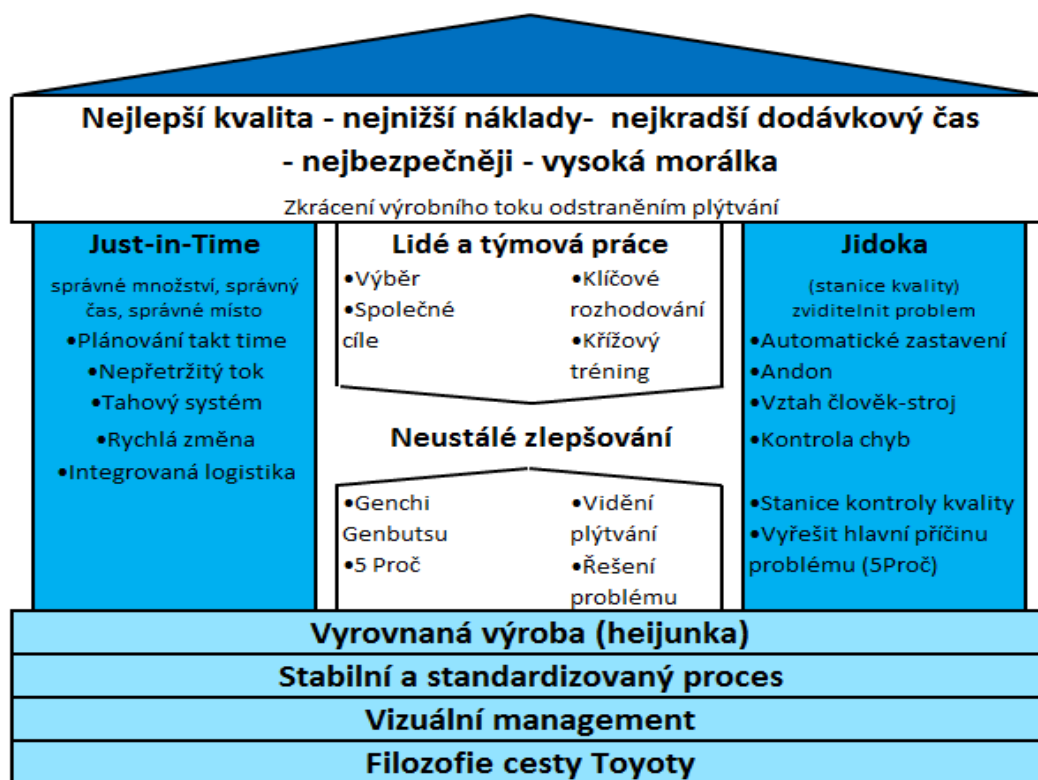 Nejlepší kvalita - nejnižší náklady-  nejkradší dodávkový čas
- nejbezpečněji - vysoká morálka
Zkrácení výrobního toku odstraněním plýtvání
Just-in-Time
správné množství, správný
čas, správné místo
•Plánování takt time
•Nepřetržitý tok
•Tahový systém
•Rychlá změna
•Integrovaná logistika
Lidé a týmová práce
•Výběr
•Společné
cíle
•Klíčové
rozhodování
•Křížový
tréning
Neustálé zlepšování
•Genchi
Genbutsu
•5 Proč
•Vidění
plýtvání
•Řešení
problému
Jidoka
(stanice kvality)
zviditelnit problem
•Automatické zastavení
•Andon
•Vztah člověk-stroj
•Kontrola chyb
•Stanice kontroly kvality
•Vyřešit hlavní příčinu
problému (5Proč)
Vyrovnaná výroba (heijunka)
Stabilní a standardizovaný proces
Vizuální management
Filozofie cesty Toyoty